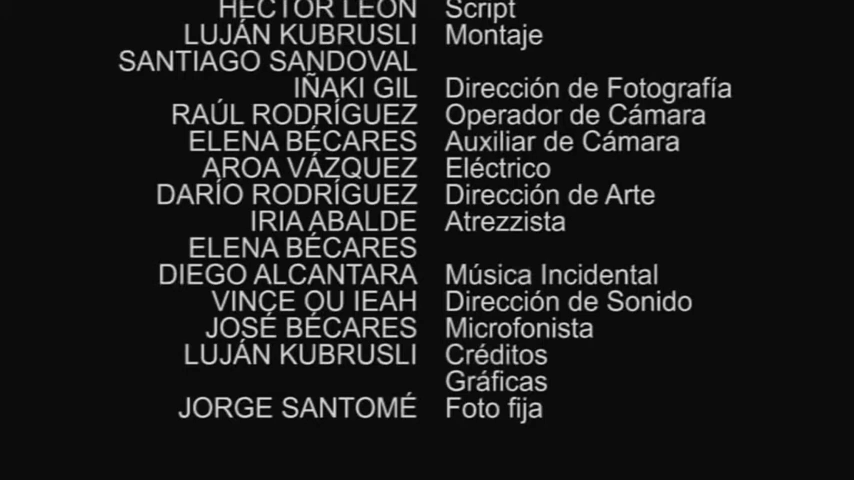 HÉCTOR LEÓN Script
LUJÁN KUBRUSLI Montaje
SANTIAGO SANDOVAL
IÑAKI GIL Dirección de Fotografía
RAÚL RODRÍGUEZ Operador de Cámara
ELENA BÉCARES Auxiliar de Cámara
AROA VÁZQUEZ Eléctrico
DARÍO RODRÍGUEZ Dirección de Arte
IRIA ABALDE Atrezzista
ELENA BÉCARES
DIEGO ALCANTARA Música Incidental
VINCE OU IEAH Dirección de Sonido
JOSÉ BÉCARES Microfonista
LUJÁN KUBRUSLI Créditos
Gráficas
JORGE SANTOMÉ Foto fija